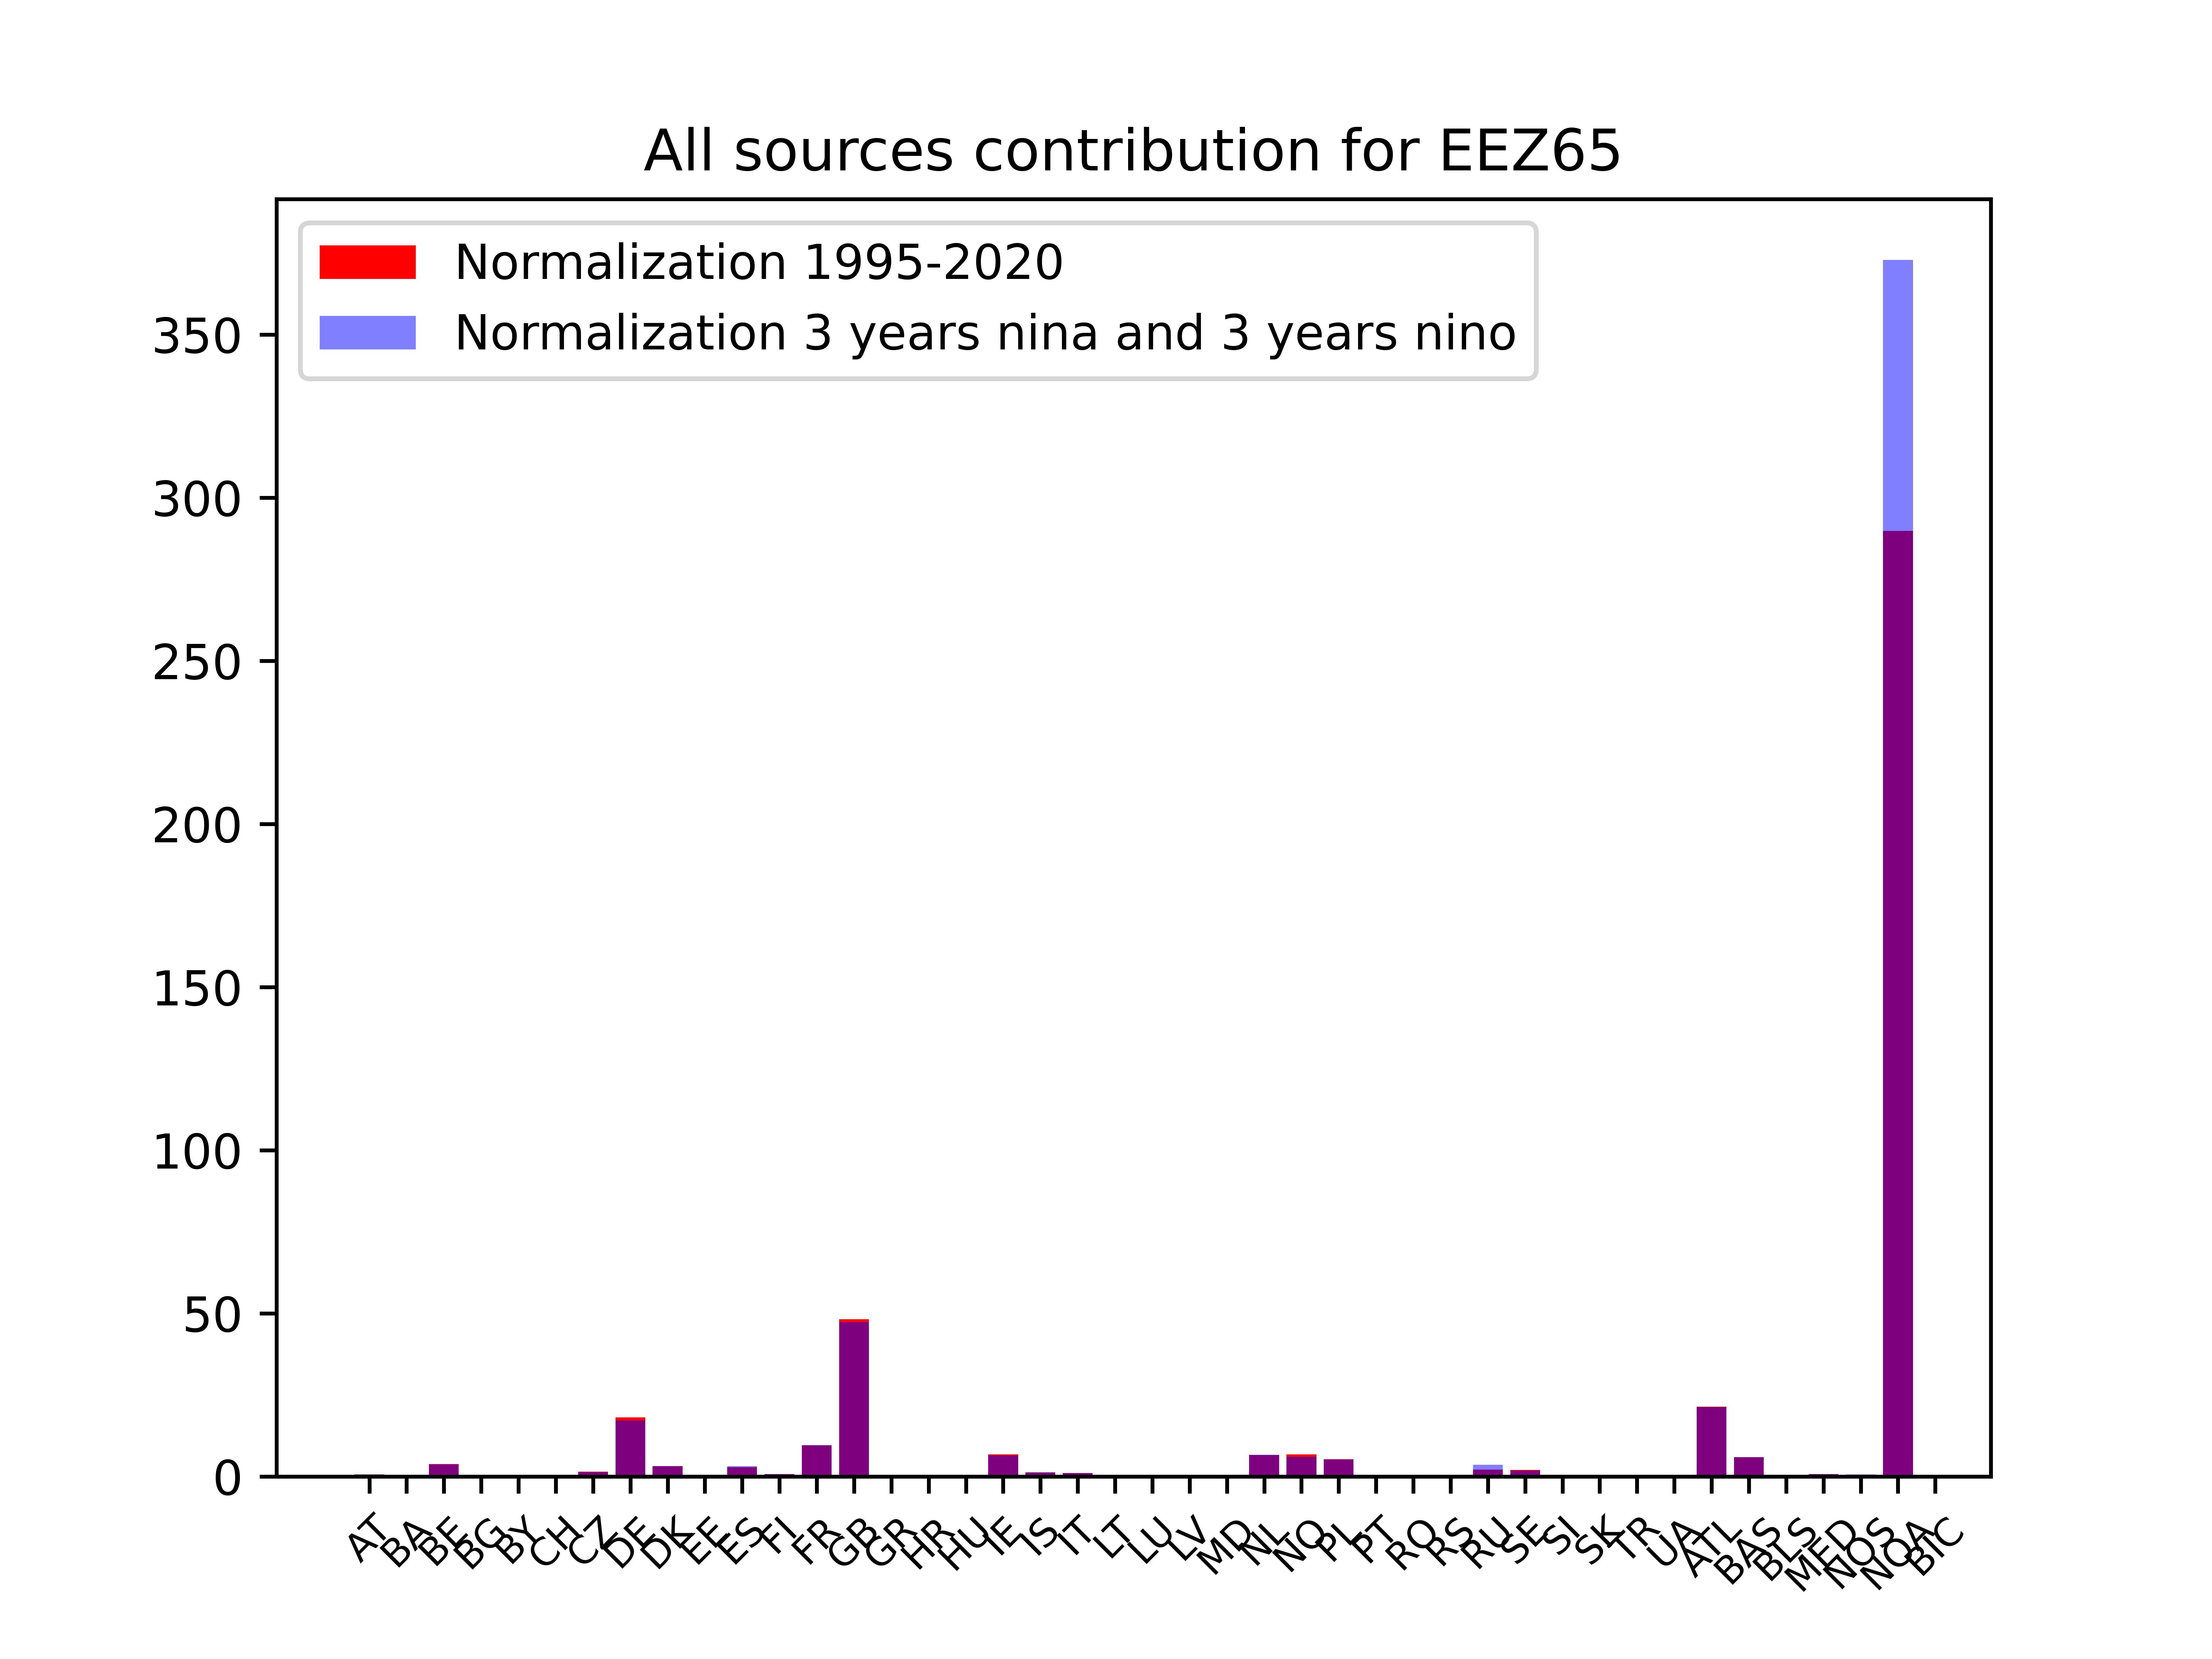 All sources contribution for EEZ65
Normalization 1995-2020
Normalization 3 years nina and 3 years nino
350
300
250
200
150
100
50
0
AT
BA
BE
BG
BY
CH
CZ
DE
DK
EE
ES
FI
FR
GB
GR
HR
HU
IE
IS
IT
LT
LU
LV
MD
NL
NO
PL
PT
RO
RS
RU
SE
SI
SK
TR
UA
ATL
BAS
BLS
MED
NOS
NOA
BIC